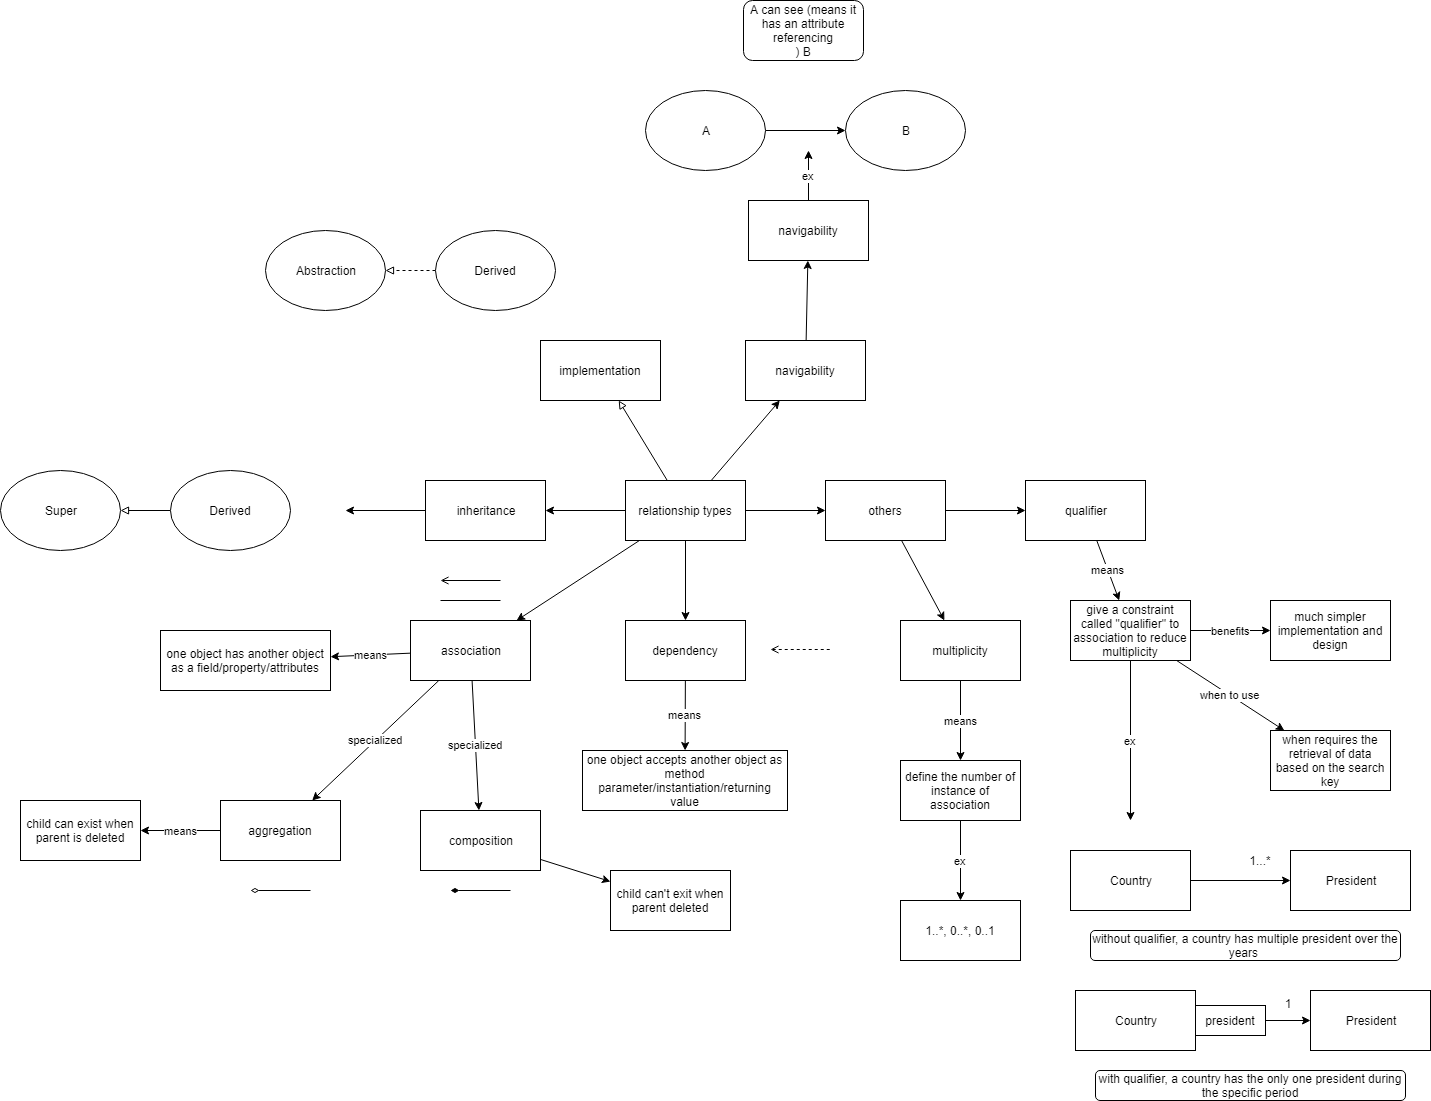 A can see (means it
has an attribute
referencing
) B
A
B
ex
navigability
Abstraction
Derived
implementation
navigability
Super
Derived
inheritance
relationship types
others
qualifier
means
one object has another object
as a field/property/attributes
means
association
dependency
multiplicity
give a constraint
called "qualifier" to
association to reduce
multiplicity
benefits
much simpler
implementation and
design
specialized
specialized
means
means
when to use
ex
one object accepts another object as
method
parameter/instantiation/returning
value
define the number of
instance of
association
when requires the
retrieval of data
based on the search
key
child can exist when
parent is deleted
means
aggregation
composition
child can't exit when
parent deleted
ex
1..*, 0..*, 0..1
Country
1...*
President
without qualifier, a country has multiple president over the
years
Country
president
1
President
with qualifier, a country has the only one president during
the specific period